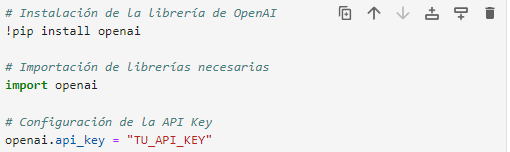 # Instalación de la librería de OpenAI
!pip install openai
# Importación de librerías necesarias
import openai
# Configuración de la API Key
openai.api_key = "TU_API_KEY"